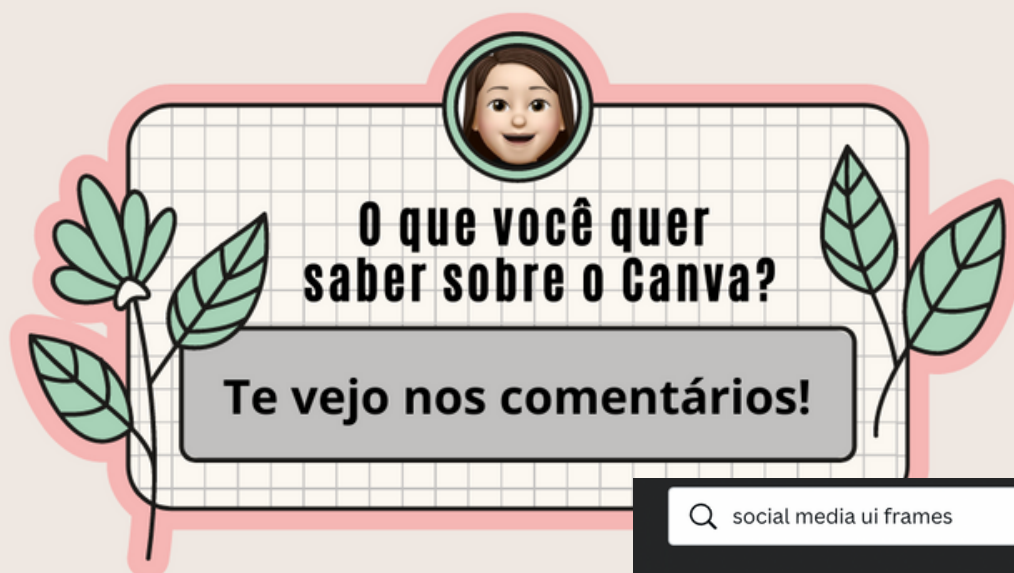 O que você quer
saber sobre o Canva?
Te vejo nos comentários!
social media ui frames